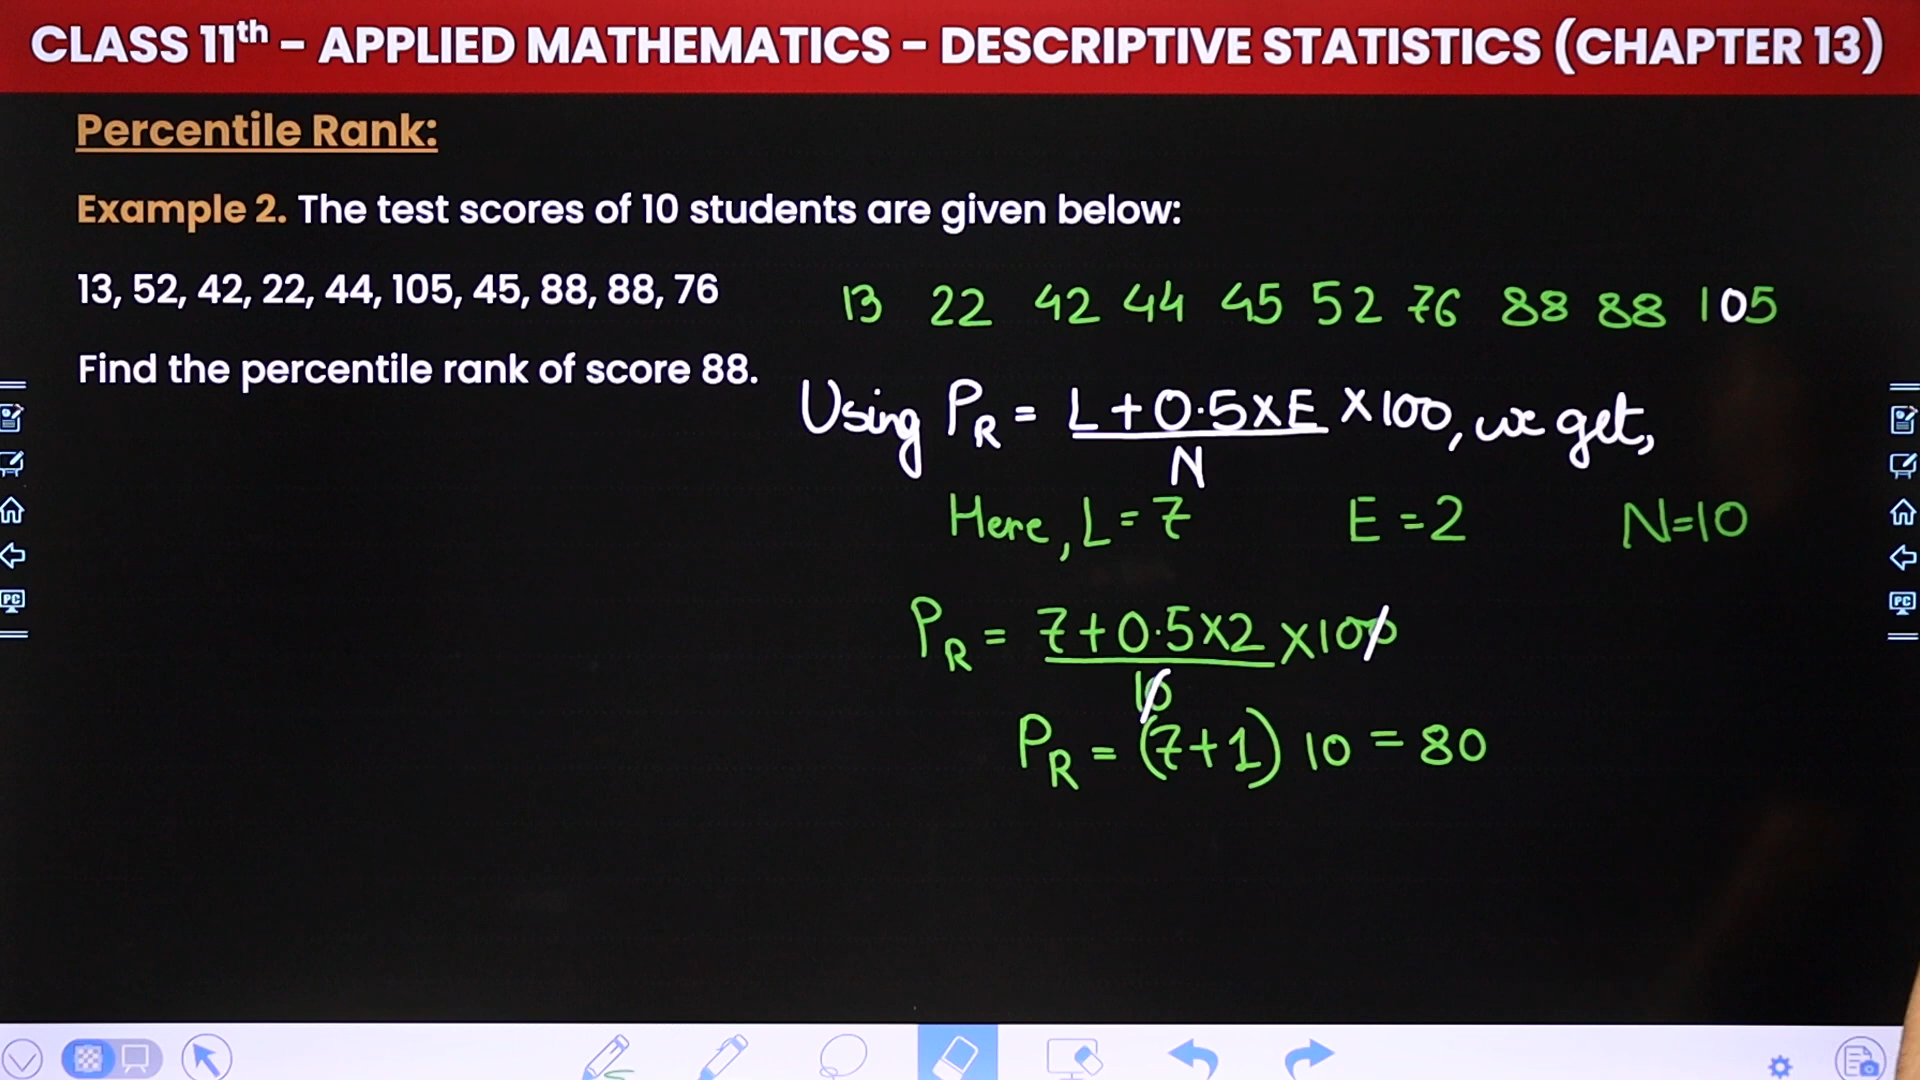 CLASS 11th - APPLIED MATHEMATICS - DESCRIPTIVE STATISTICS (CHAPTER 13)
Percentile Rank:
Example 2. The test scores of 10 students are given below:
13, 52, 42, 22, 44, 105, 45, 88, 88, 76
13 22 42 44 45 52 76 88 88 105
Find the percentile rank of score 88.
Using PR = L + 0.5 x E / N x 100, we get,
Here, L = 7 E = 2 N = 10
PR = 7 + 0.5 x 2 / 10 x 100
PR = (7 + 1) 10 = 80
PC
PC